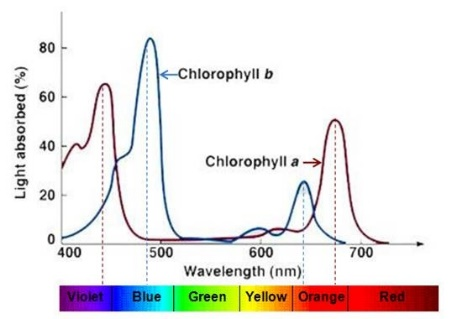 Light absorbed (%)
80
60
40
20
0
Chlorophyll b
Chlorophyll a
400
500
600
700
Wavelength (nm)
Violet
Blue
Green
Yellow
Orange
Red